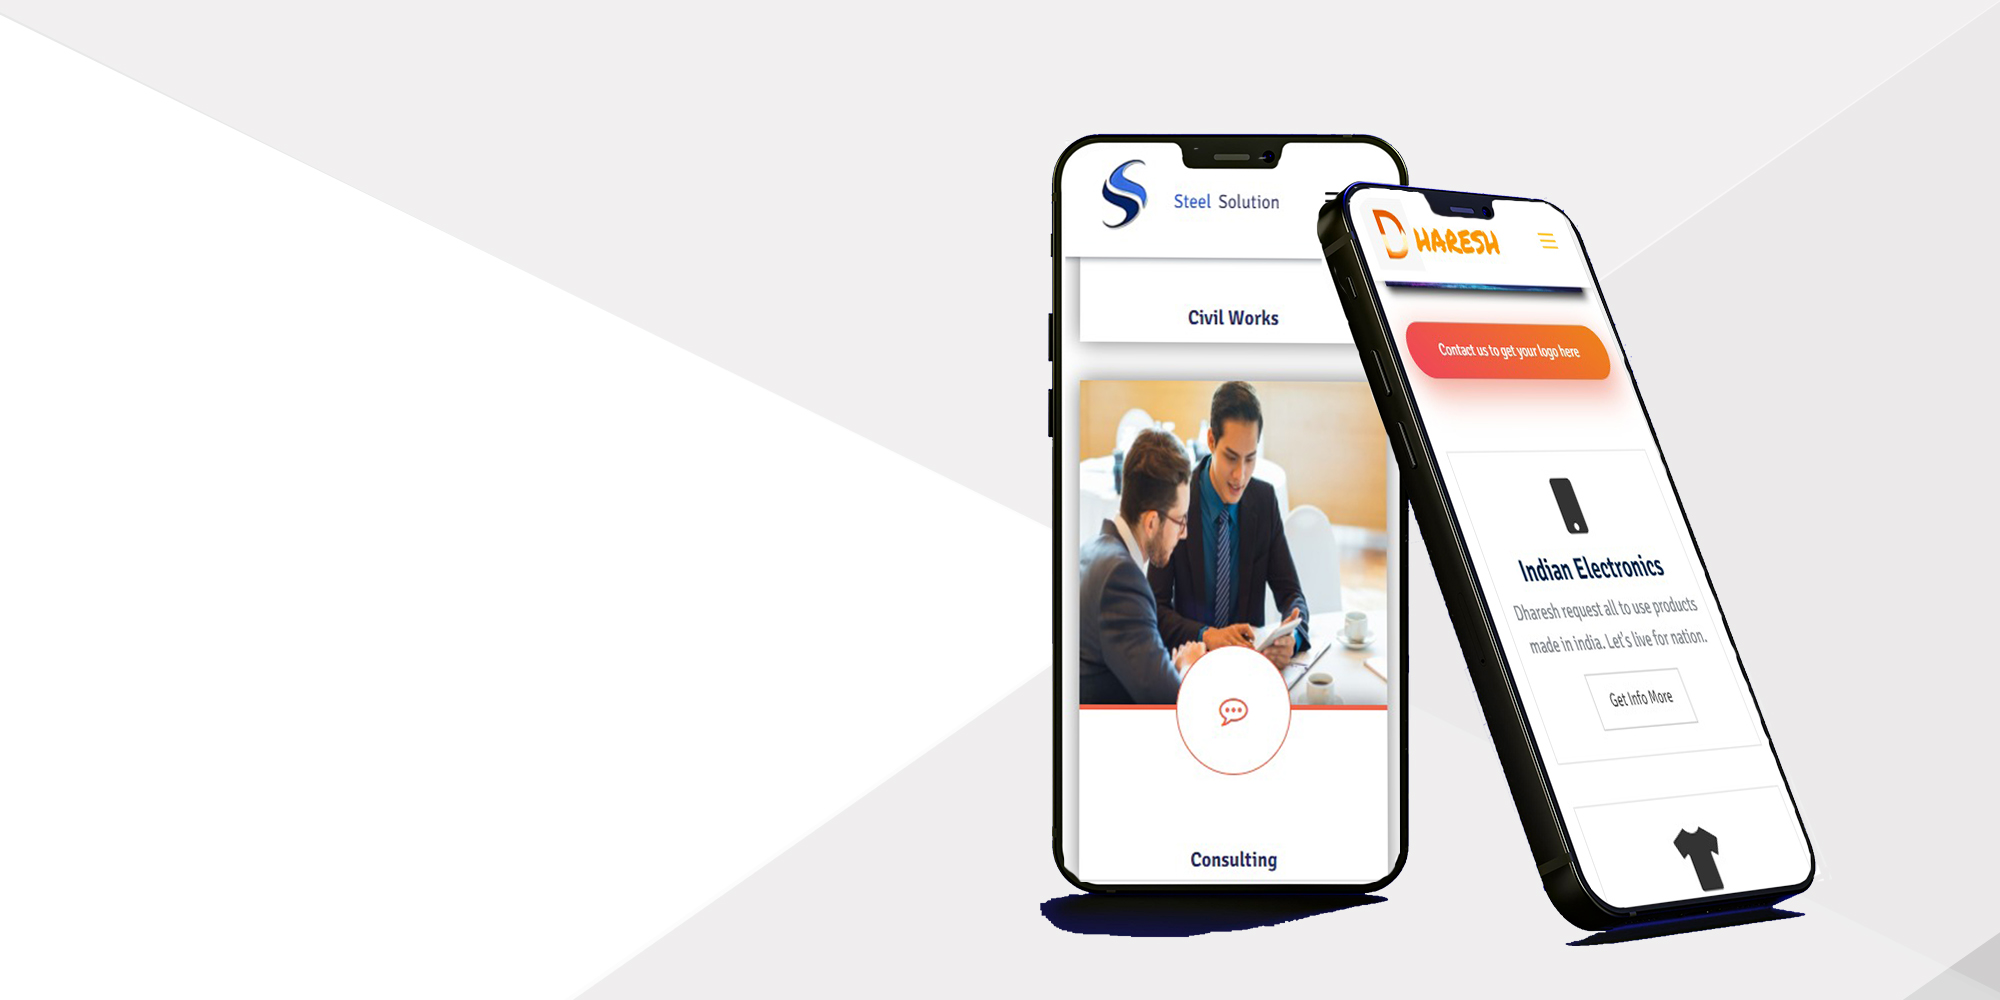 Steel Solution
Civil Works
Consulting
DHARESH
Contact us to get your logo here
Indian Electronics
Dharesh request all to use products
made in india. Let's live for nation.
Get Info More